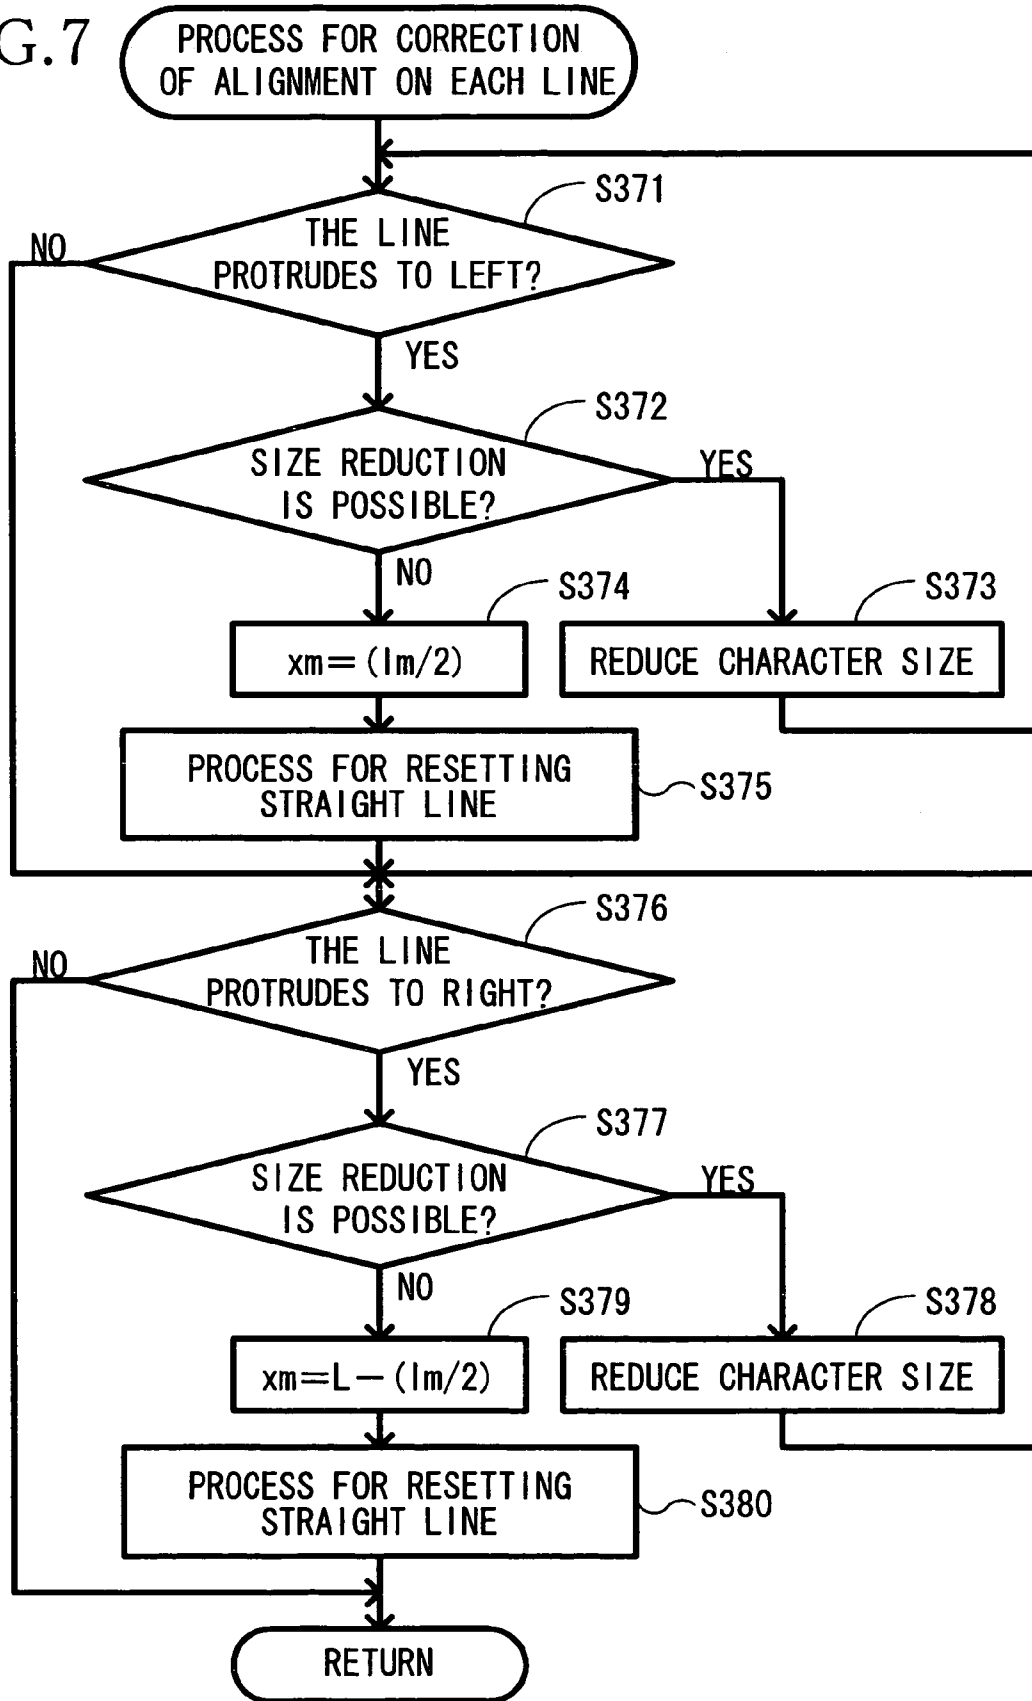 G.7
PROCESS FOR CORRECTION
OF ALIGNMENT ON EACH LINE
S371
THE LINE
PROTRUDES TO LEFT?
NO
YES
S372
SIZE REDUCTION
IS POSSIBLE?
YES
NO
S374
xm=(lm/2)
S373
REDUCE CHARACTER SIZE
PROCESS FOR RESETTING
STRAIGHT LINE
S375
S376
THE LINE
PROTRUDES TO RIGHT?
NO
YES
S377
SIZE REDUCTION
IS POSSIBLE?
YES
NO
S379
xm=L-(lm/2)
S378
REDUCE CHARACTER SIZE
PROCESS FOR RESETTING
STRAIGHT LINE
S380
RETURN